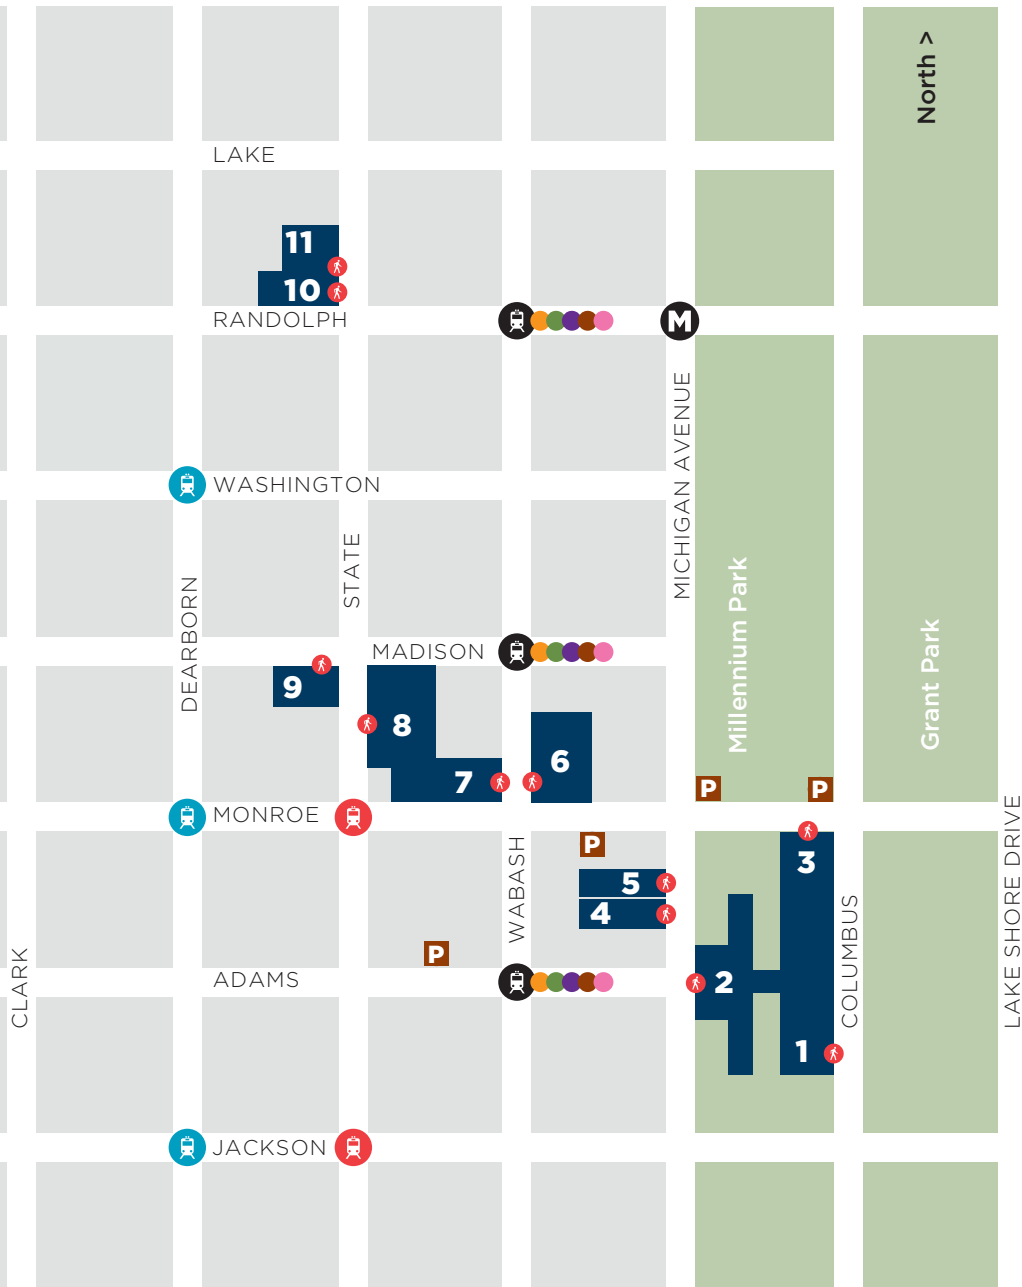 North >
LAKE
11
10
RANDOLPH
M
MICHIGAN AVENUE
WASHINGTON
STATE
DEARBORN
Millennium Park
Grant Park
MADISON
9
8
7
6
P
P
MONROE
P
WABASH
5
4
3
LAKE SHORE DRIVE
COLUMBUS
P
CLARK
ADAMS
2
1
JACKSON